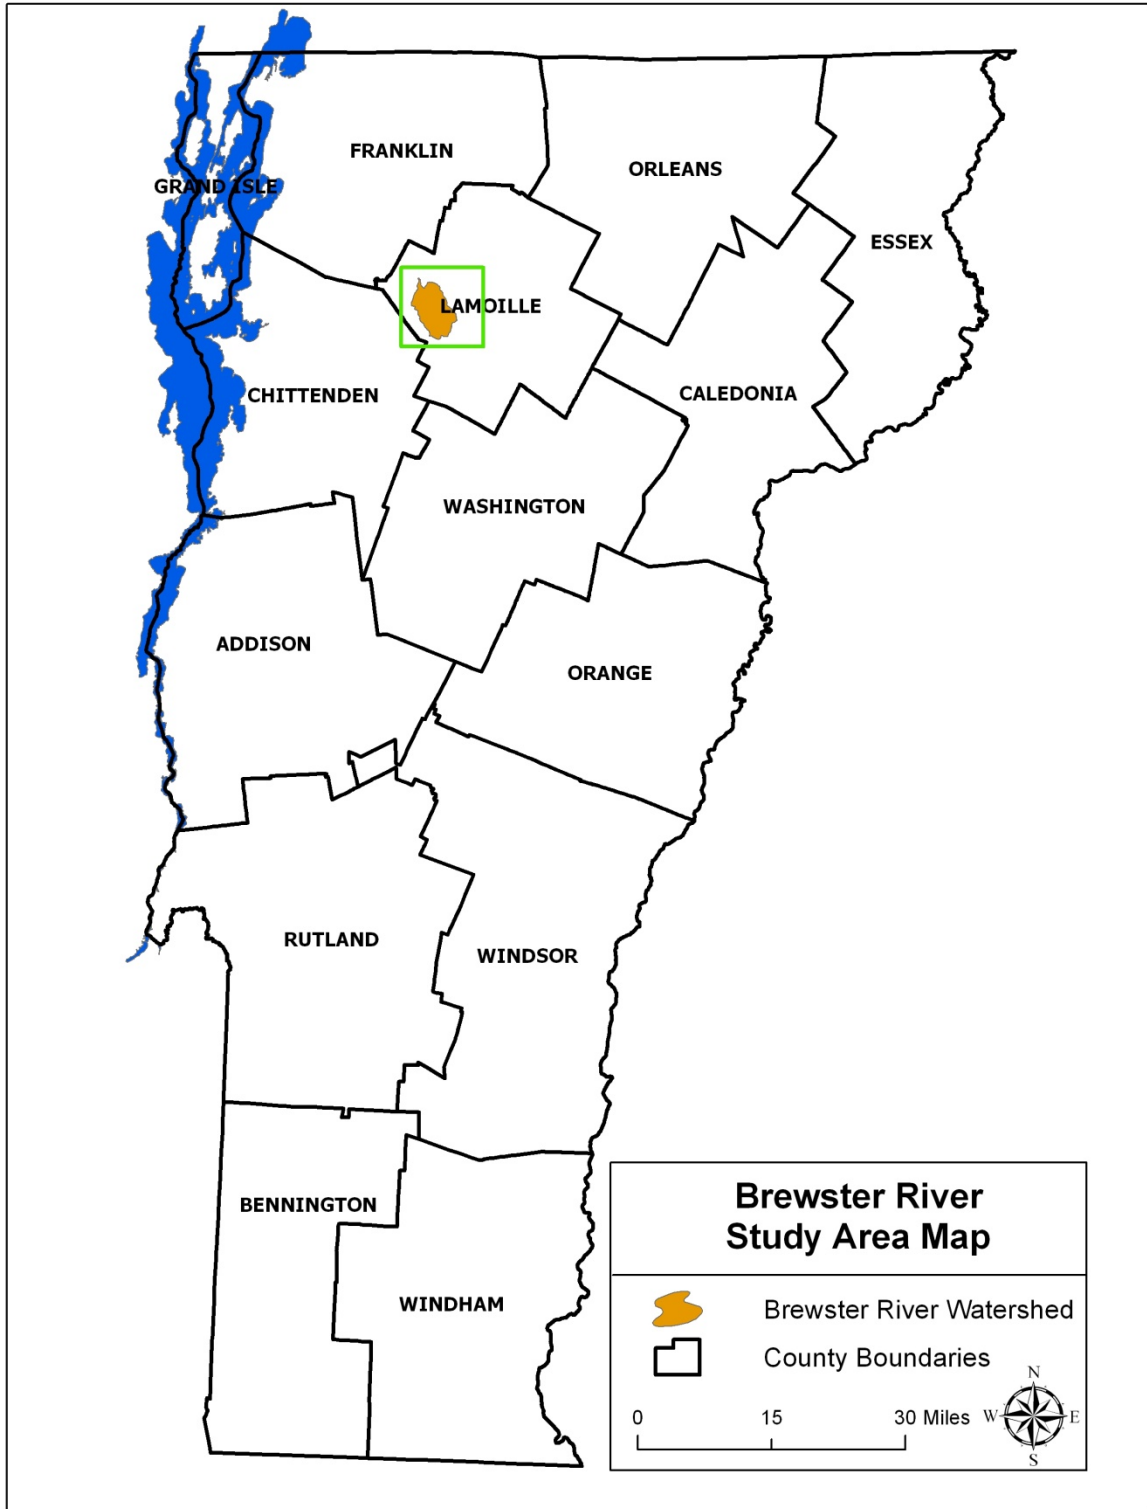 FRANKLIN
ORLEANS
GRAND ISLE
ESSEX
LAMOILLE
CHITTENDEN
CALEDONIA
WASHINGTON
ADDISON
ORANGE
RUTLAND
WINDSOR
BENNINGTON
WINDHAM
Brewster River
Study Area Map
Brewster River Watershed
County Boundaries
0 15 30 Miles
N
W E
S